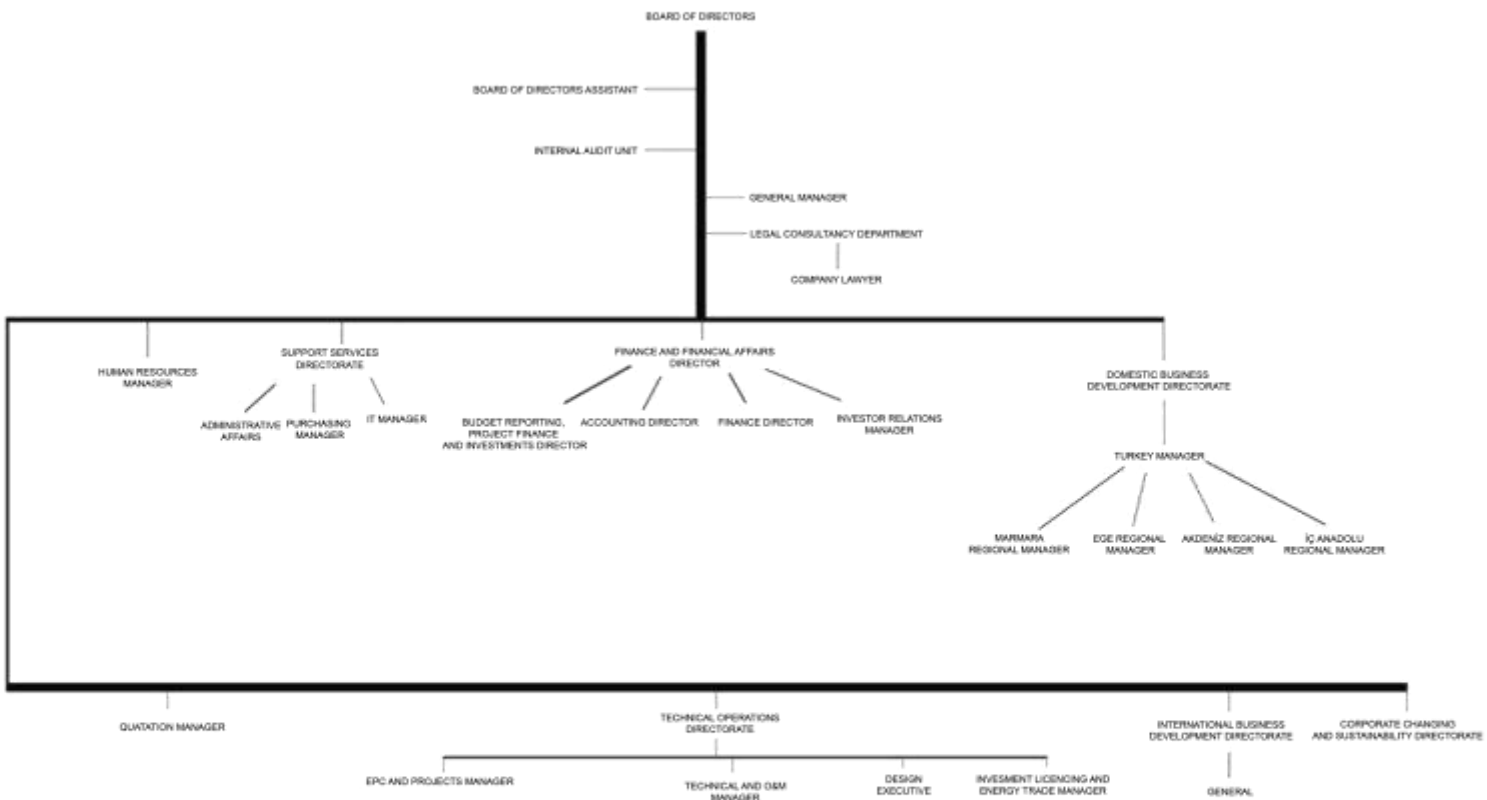 BOARD OF DIRECTORS
BOARD OF DIRECTORS ASSISTANT
INTERNAL AUDIT UNIT
GENERAL MANAGER
LEGAL CONSULTANCY DEPARTMENT
COMPANY LAWYER
HUMAN RESOURCES
MANAGER
SUPPORT SERVICES
DIRECTORATE
ADMINISTRATIVE
AFFAIRS
PURCHASING
MANAGER
IT MANAGER
FINANCE AND FINANCIAL AFFAIRS
DIRECTOR
BUDGET REPORTING,
PROJECT FINANCE
AND INVESTMENTS DIRECTOR
ACCOUNTING DIRECTOR
FINANCE DIRECTOR
INVESTOR RELATIONS
MANAGER
DOMESTIC BUSINESS
DEVELOPMENT DIRECTORATE
TURKEY MANAGER
MARMARA
REGIONAL MANAGER
EGE REGIONAL
MANAGER
AKDENİZ REGIONAL
MANAGER
İÇ ANADOLU
REGIONAL MANAGER
QUATATION MANAGER
TECHNICAL OPERATIONS
DIRECTORATE
EPC AND PROJECTS MANAGER
TECHNICAL AND O&M
MANAGER
DESIGN
EXECUTIVE
INVESMENT LICENCING AND
ENERGY TRADE MANAGER
INTERNATIONAL BUSINESS
DEVELOPMENT DIRECTORATE
GENERAL
CORPORATE CHANGING
AND SUSTAINABILITY DIRECTORATE